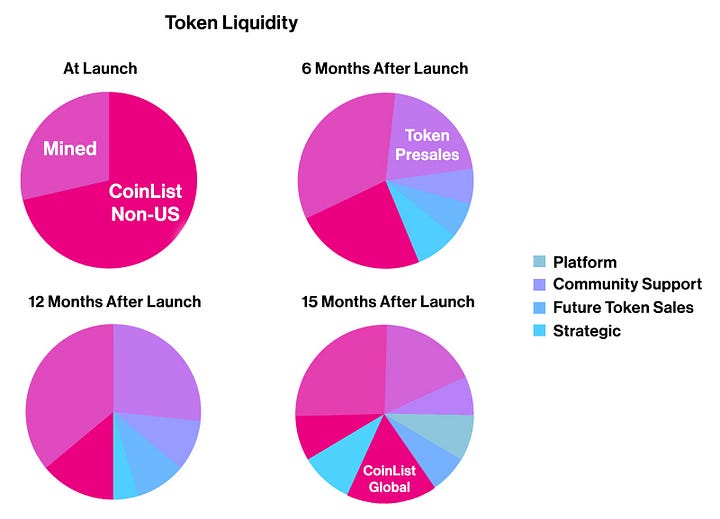 Token Liquidity
At Launch
6 Months After Launch
Mined
CoinList
Non-US
Token
Presales
Platform
Community Support
Future Token Sales
Strategic
12 Months After Launch
15 Months After Launch
CoinList
Global